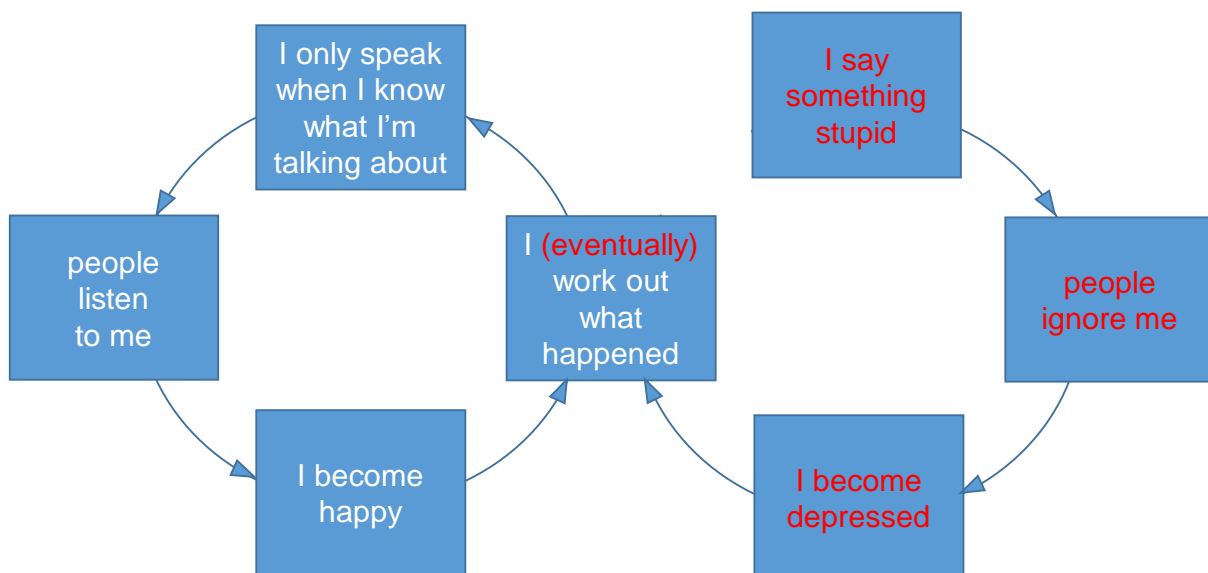 I only speak
when I know
what I’m
talking about
I say
something
stupid
people
listen
to me
I (eventually)
work out
what
happened
people
ignore me
I become
happy
I become
depressed